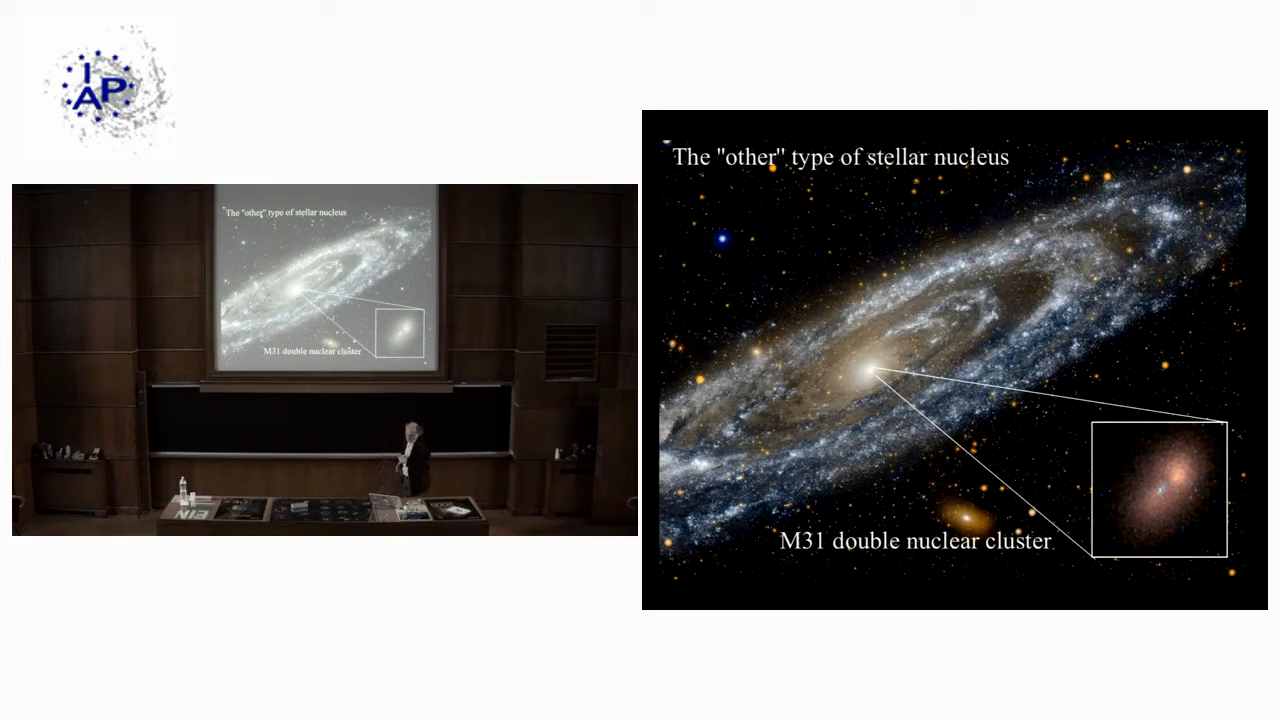 IAP
The "other" type of stellar nucleus
M31 double nuclear cluster
The "other" type of stellar nucleus
M31 double nuclear cluster